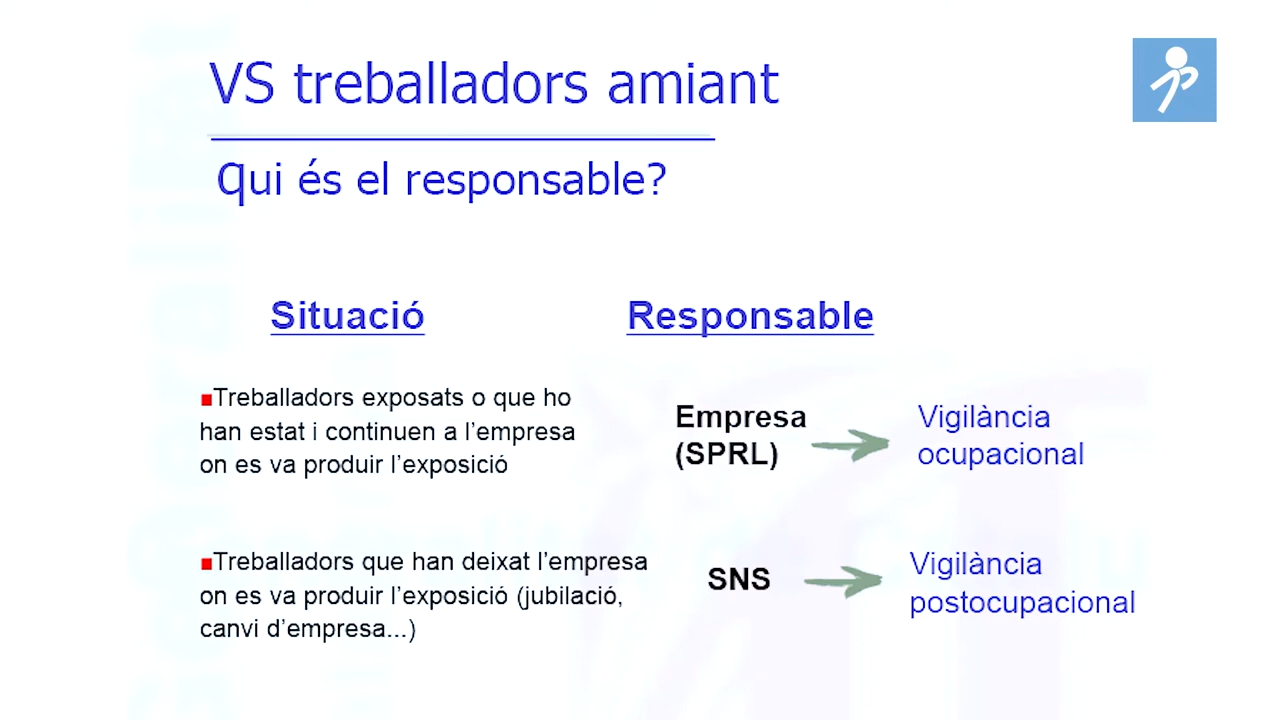 VS treballadors amiant
Qui és el responsable?
Situació
Responsable
Treballadors exposats o que ho
han estat i continuen a l'empresa
on es va produir l'exposició
Empresa
(SPRL)
Vigilància
ocupacional
Treballadors que han deixat l'empresa
on es va produir l'exposició (jubilació,
canvi d'empresa...)
SNS
Vigilància
postocupacional